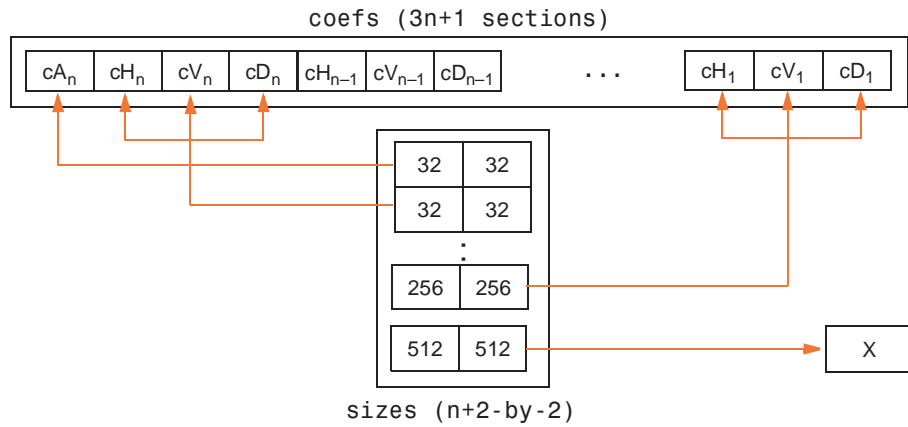 coefs (3n+1 sections)
cAₙ cHₙ cVₙ cDₙ cHₙ₋₁ cVₙ₋₁ cDₙ₋₁ ... cH₁ cV₁ cD₁
32 32
32 32
:
256 256
512 512 X
sizes (n+2-by-2)